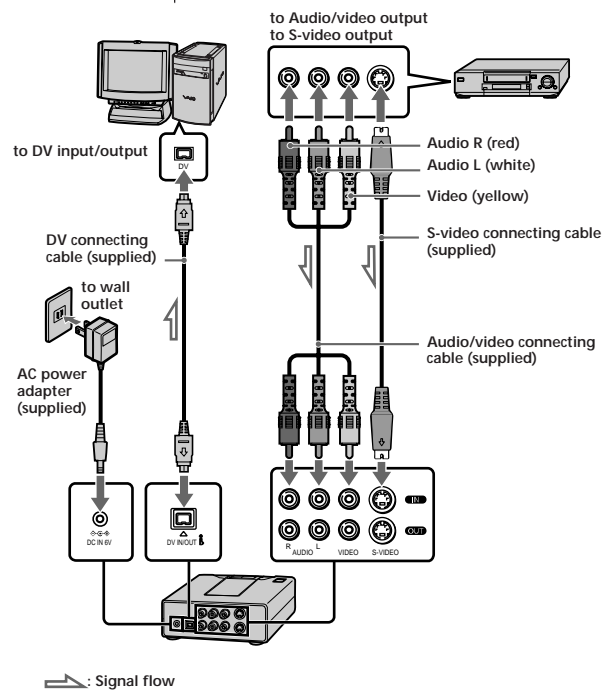 to Audio/video output
to S-video output
to DV input/output
DV
Audio R (red)
Audio L (white)
Video (yellow)
S-video connecting cable
(supplied)
DV connecting
cable (supplied)
to wall
outlet
AC power
adapter
(supplied)
Audio/video connecting
cable (supplied)
IN
OUT
DC IN 6V
DV IN/OUT
R
L
AUDIO
VIDEO
S-VIDEO
: Signal flow